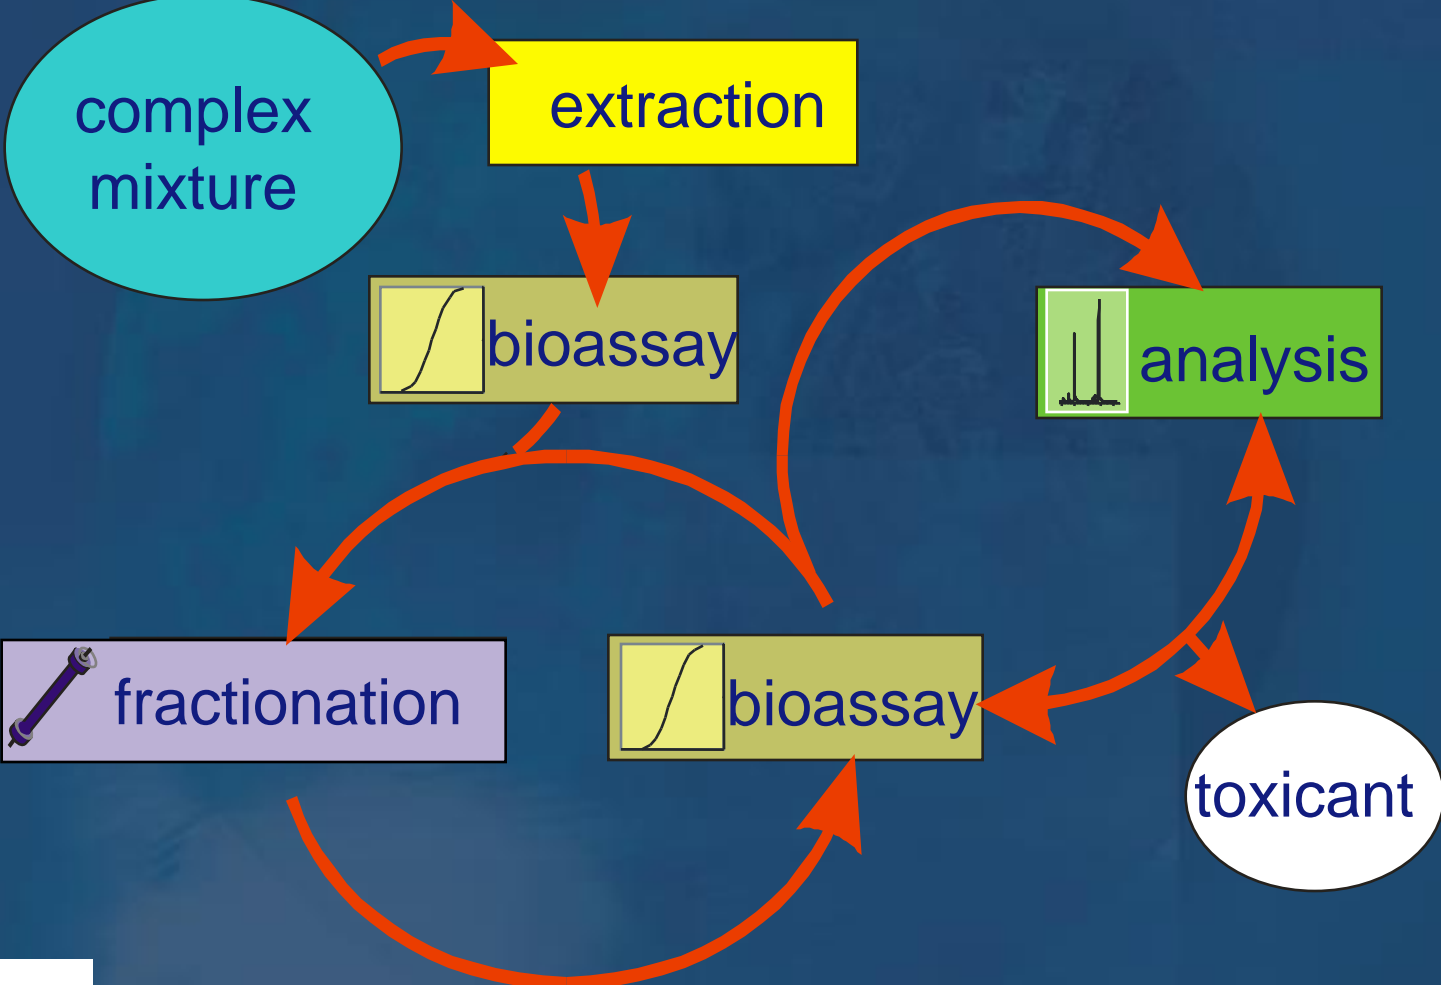 complex
mixture
extraction
bioassay
analysis
fractionation
bioassay
toxicant